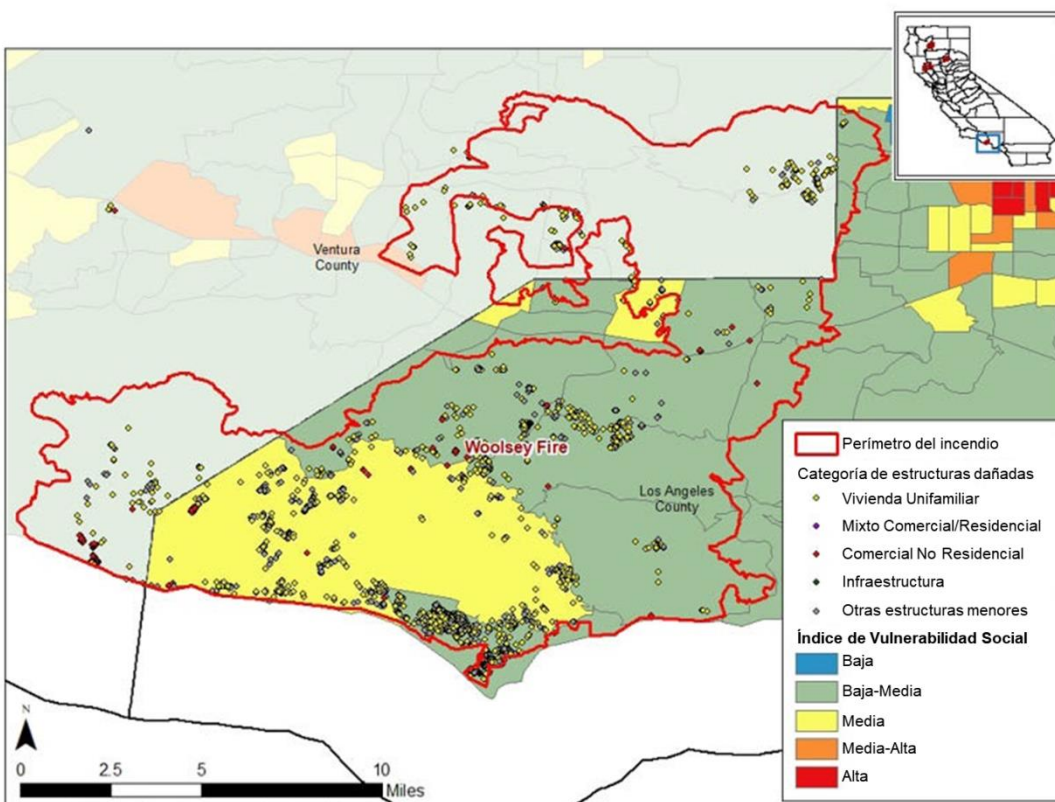 Ventura
County
Woolsey Fire
Los Angeles
County
N
0 2.5 5 10
Miles
Perímetro del incendio
Categoría de estructuras dañadas
Vivienda Unifamiliar
Mixto Comercial/Residencial
Comercial No Residencial
Infraestructura
Otras estructuras menores
Índice de Vulnerabilidad Social
Baja
Baja-Media
Media
Media-Alta
Alta